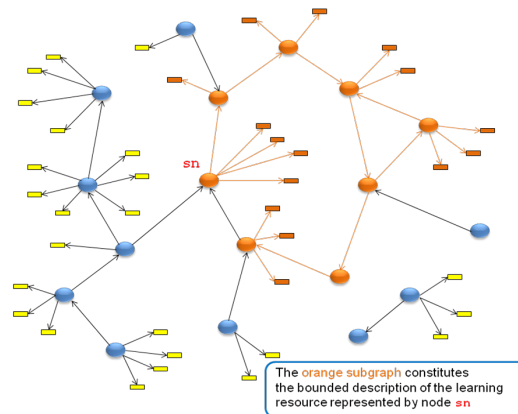 sn
The orange subgraph constitutes
the bounded description of the learning
resource represented by node sn